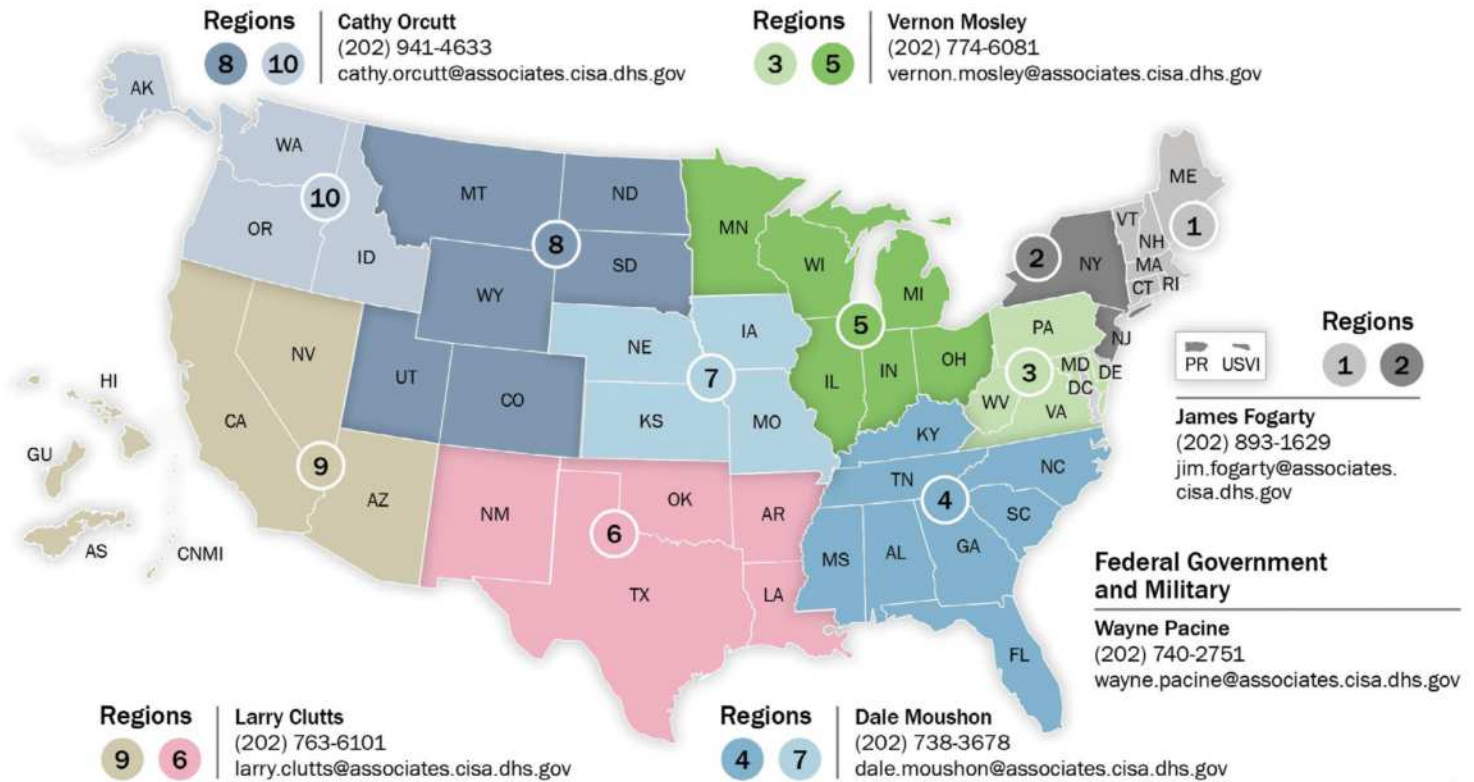 Regions
8 10
Cathy Orcutt
(202) 941-4633
cathy.orcutt@associates.cisa.dhs.gov
Regions
3 5
Vernon Mosley
(202) 774-6081
vernon.mosley@associates.cisa.dhs.gov
AK
WA
10
OR
ID
MT
ND
8
SD
WY
UT
CO
MN
WI
MI
5
IL
IN
OH
ME
VT
NH
1
MA
CT
RI
2
NY
NJ
PA
3
MD
DE
DC
WV
VA
NE
IA
7
KS
MO
NV
CA
9
AZ
HI
GU
AS
CNMI
NM
OK
6
TX
AR
LA
KY
TN
NC
4
SC
MS
AL
GA
FL
PR USVI
Regions
1 2
James Fogarty
(202) 893-1629
jim.fogarty@associates.
cisa.dhs.gov
Federal Government
and Military
Wayne Pacine
(202) 740-2751
wayne.pacine@associates.cisa.dhs.gov
Regions
9 6
Larry Clutts
(202) 763-6101
larry.clutts@associates.cisa.dhs.gov
Regions
4 7
Dale Moushon
(202) 738-3678
dale.moushon@associates.cisa.dhs.gov